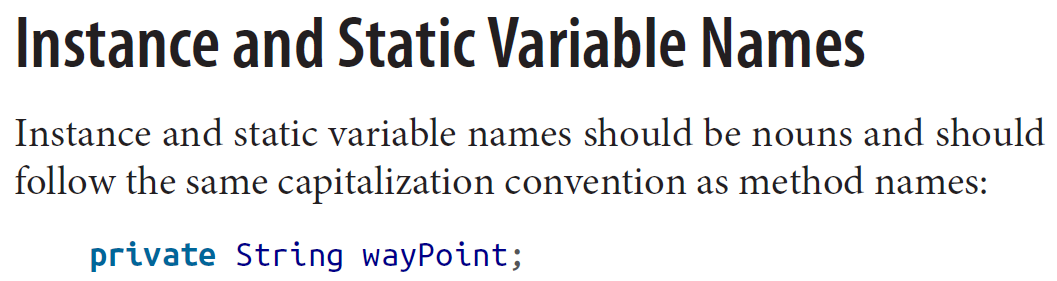 Instance and Static Variable Names
Instance and static variable names should be nouns and should
follow the same capitalization convention as method names:
private String wayPoint;